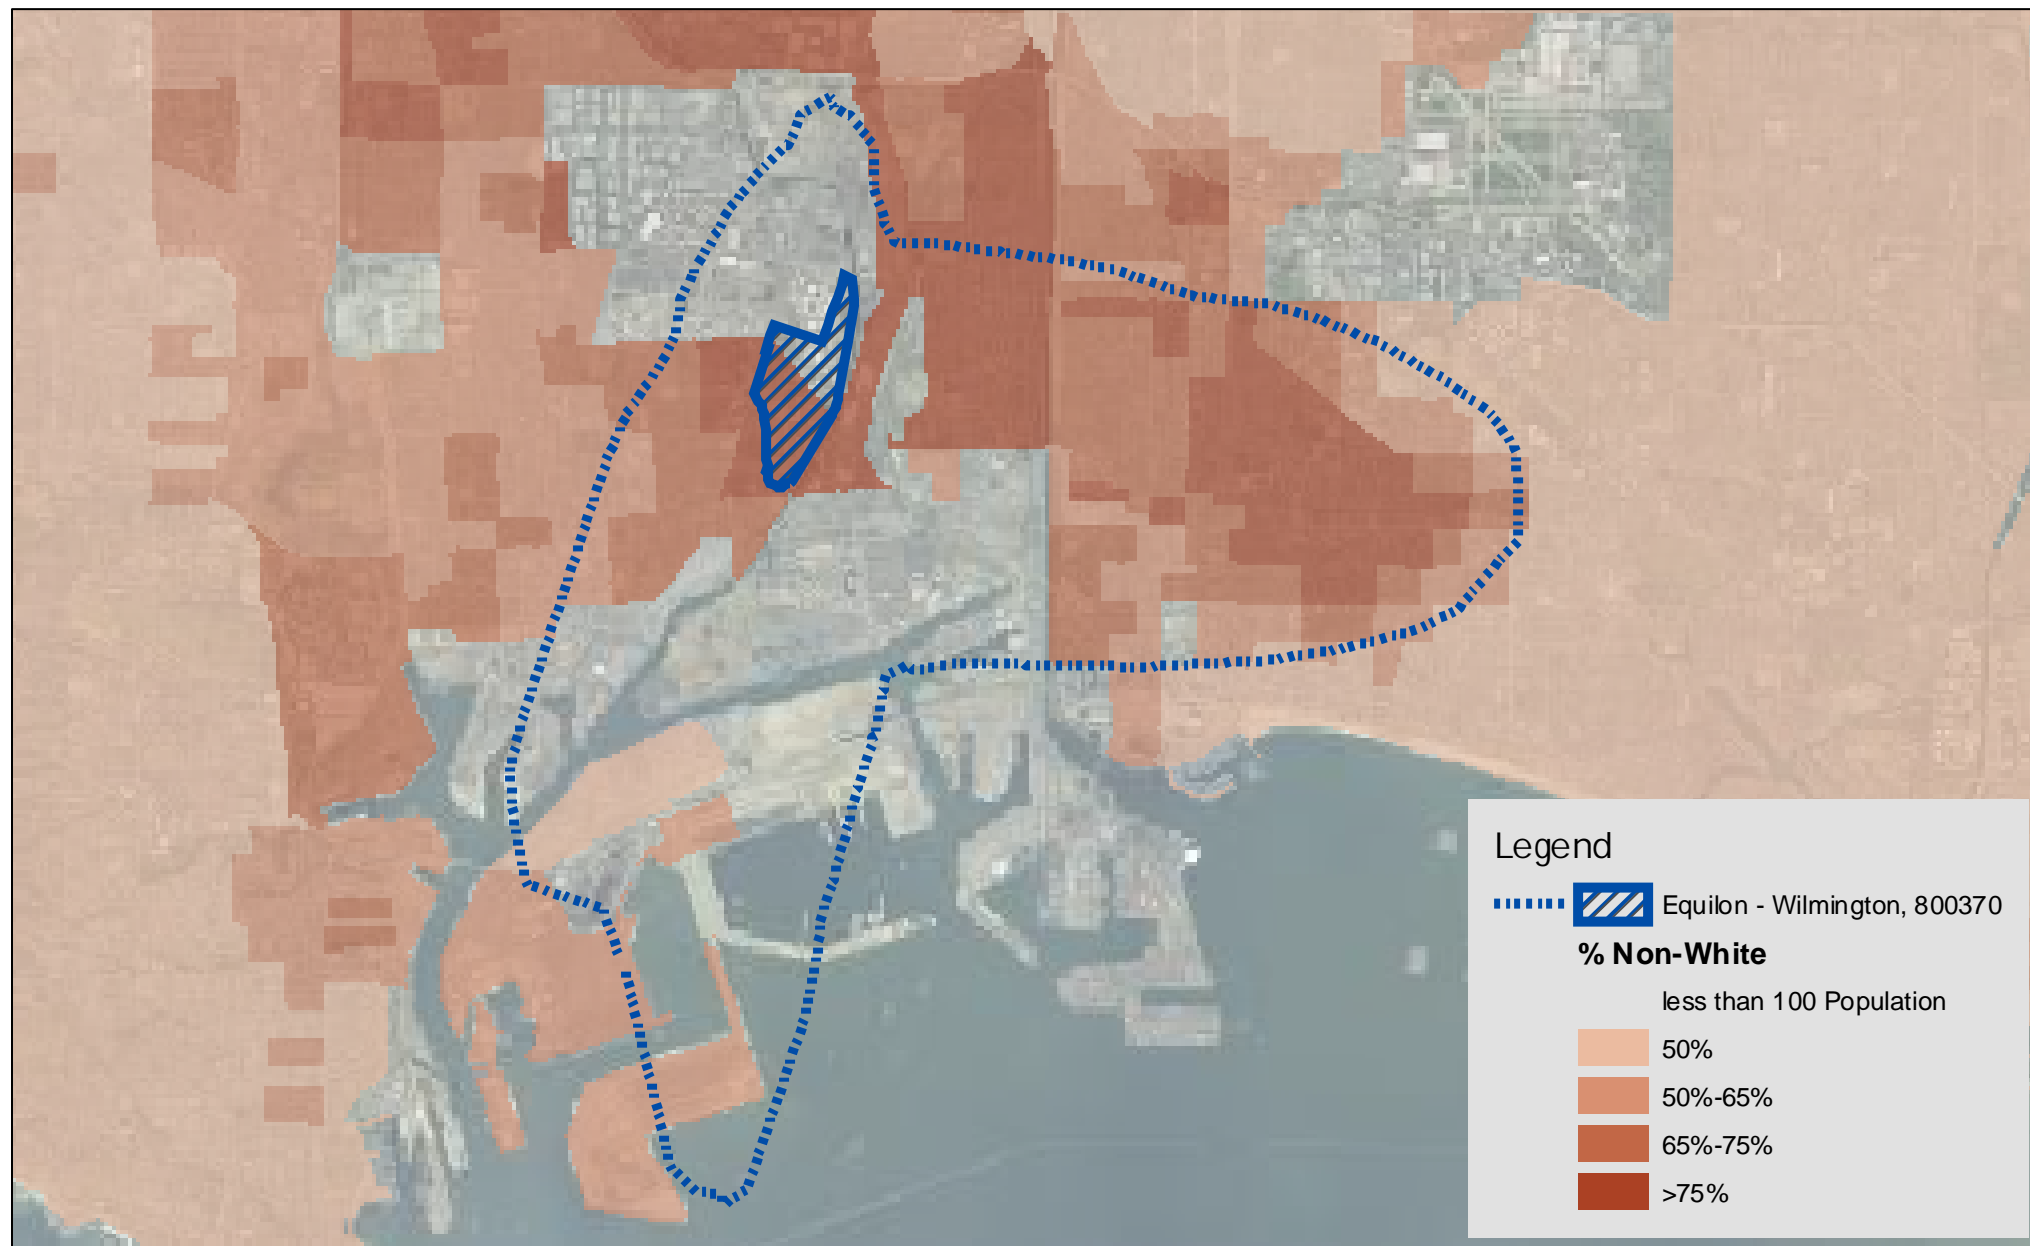 Legend
Equilon - Wilmington, 800370
% Non-White
less than 100 Population
50%
50%-65%
65%-75%
>75%